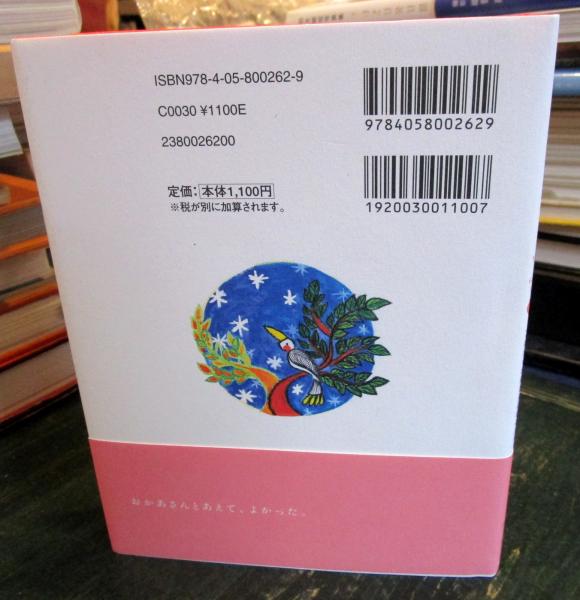 ISBN978-4-05-800262-9
C0030 ¥1100E
2380026200
9784058002629
定価：本体1,100円
※税が別に加算されます。
1920030011007
おかあさんとあえて、よかった。